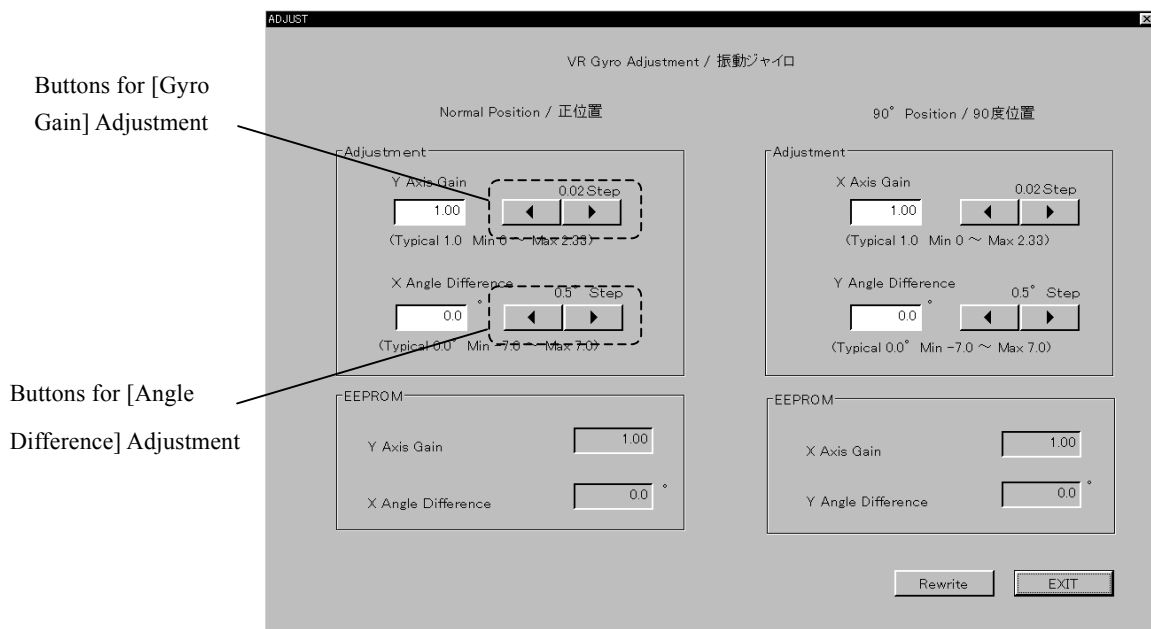 ADJUST
VR Gyro Adjustment / 振動ジャイロ
Buttons for [Gyro
Gain] Adjustment
Normal Position / 正位置
Adjustment
Y Axis Gain
0.02 Step
1.00
(Typical 1.0 Min 0 ～ Max 2.33)
X Angle Difference
0.5° Step
0.0 °
(Typical 0.0° Min -7.0 ～ Max 7.0)
Buttons for [Angle
Difference] Adjustment
EEPROM
Y Axis Gain 1.00
X Angle Difference 0.0 °
90° Position / 90度位置
Adjustment
X Axis Gain
0.02 Step
1.00
(Typical 1.0 Min 0 ～ Max 2.33)
Y Angle Difference
0.5° Step
0.0 °
(Typical 0.0° Min -7.0 ～ Max 7.0)
EEPROM
X Axis Gain 1.00
Y Angle Difference 0.0 °
Rewrite EXIT